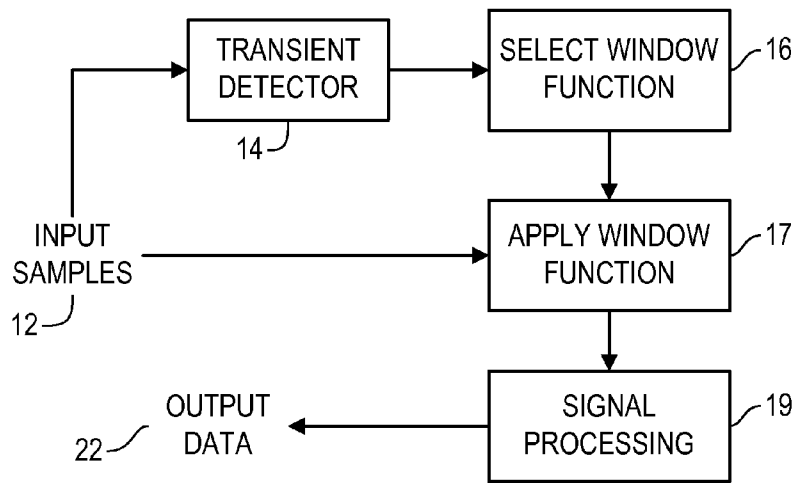 TRANSIENT
DETECTOR
14
SELECT WINDOW
FUNCTION
16
INPUT
SAMPLES
12
APPLY WINDOW
FUNCTION
17
SIGNAL
PROCESSING
19
OUTPUT
DATA
22